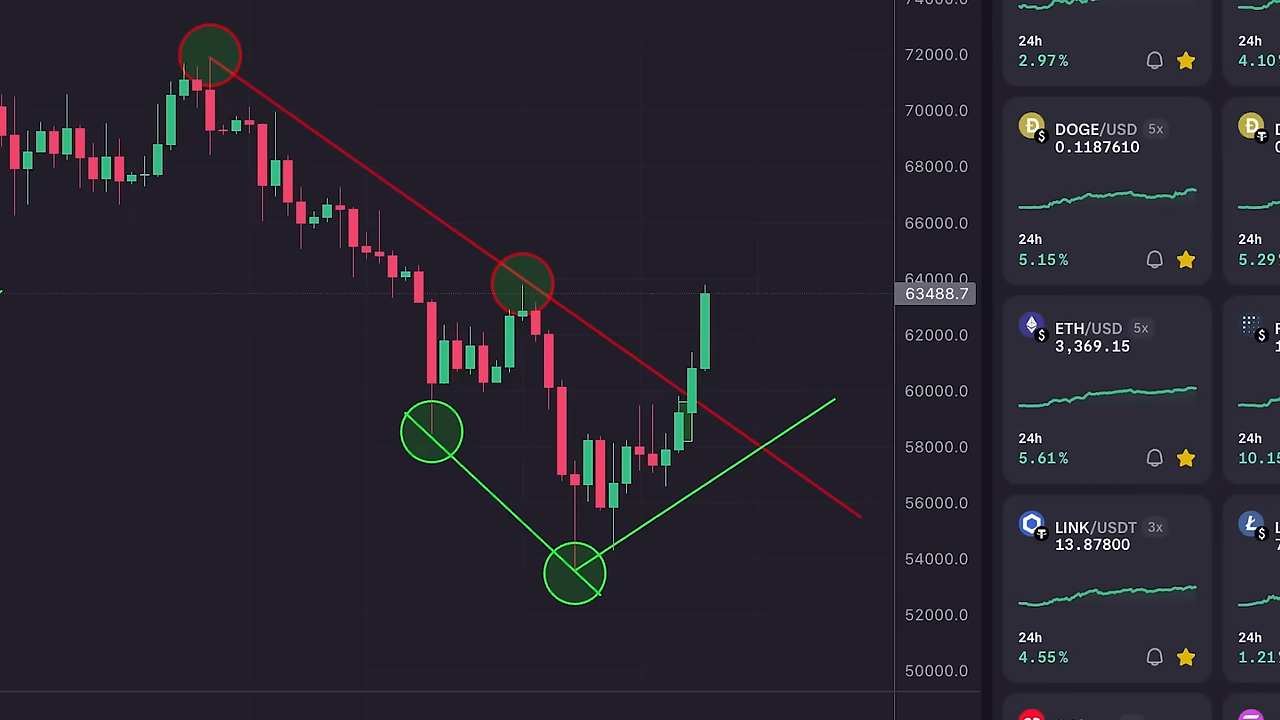 74000.0
72000.0
70000.0
68000.0
66000.0
64000.0
63488.7
62000.0
60000.0
58000.0
56000.0
54000.0
52000.0
50000.0
24h
2.97%
24h
4.10
DOGE/USD 5x
0.1187610
24h
5.15%
24h
5.29
ETH/USD 5x
3,369.15
24h
5.61%
24h
10.15
LINK/USDT 3x
13.87800
24h
4.55%
24h
1.21